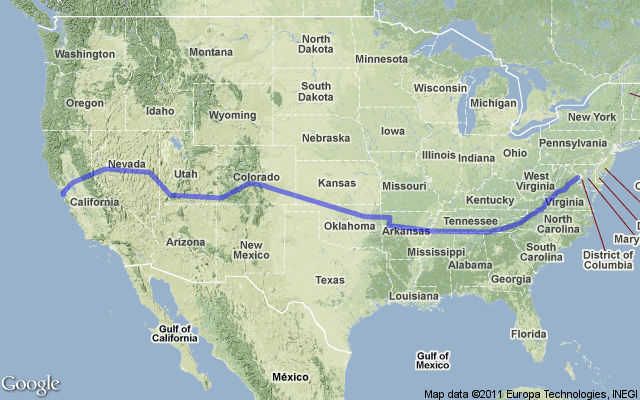 Washington
Montana
North
Dakota
Minnesota
Oregon
Idaho
Wyoming
South
Dakota
Wisconsin
Michigan
New York
Nebraska
Iowa
Illinois
Indiana
Ohio
Pennsylvania
Nevada
Utah
Colorado
Kansas
Missouri
West
Virginia
Kentucky
Virginia
California
Oklahoma
Arkansas
Tennessee
North
Carolina
D
Mary
Arizona
New
Mexico
Mississippi
Alabama
South
Carolina
District of
Columbia
Texas
Louisiana
Georgia
Florida
Gulf of
California
Gulf of
Mexico
México
Google
Map data ©2011 Europa Technologies, INEGI